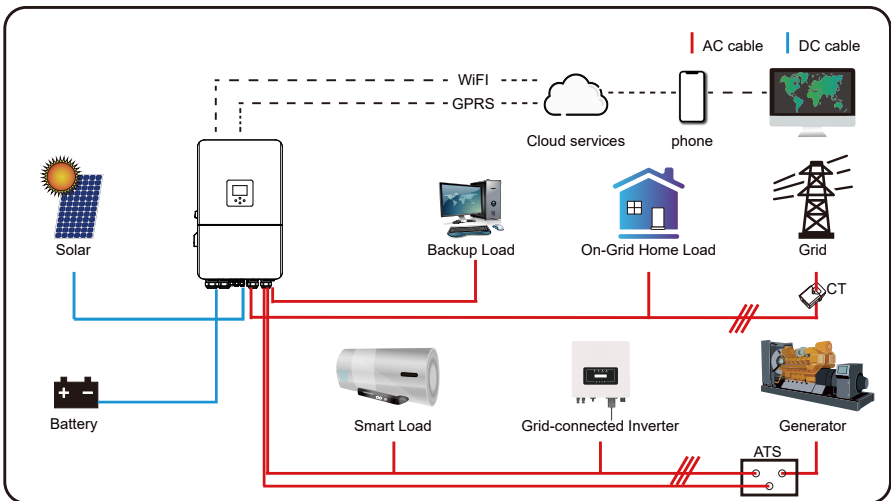 AC cable
DC cable
WiFI
GPRS
Cloud services
phone
Solar
Backup Load
On-Grid Home Load
Grid
CT
Battery
Smart Load
Grid-connected Inverter
Generator
ATS